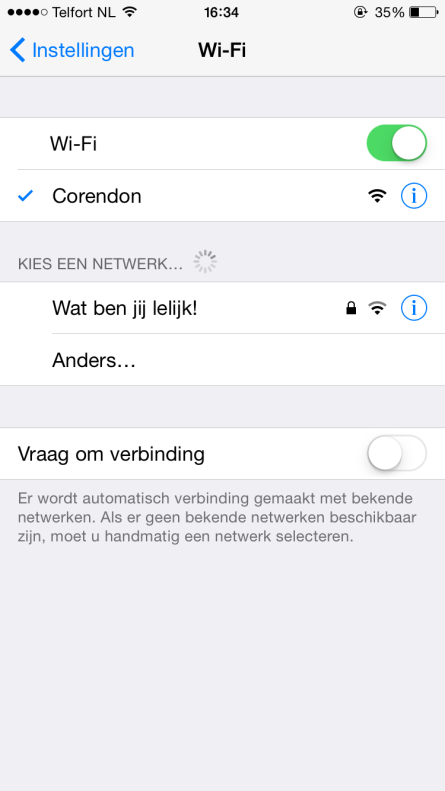 Telfort NL 16:34 35%
Instellingen Wi-Fi
Wi-Fi
Corendon
KIES EEN NETWERK...
Wat ben jij lelijk!
Anders...
Vraag om verbinding
Er wordt automatisch verbinding gemaakt met bekende
netwerken. Als er geen bekende netwerken beschikbaar
zijn, moet u handmatig een netwerk selecteren.